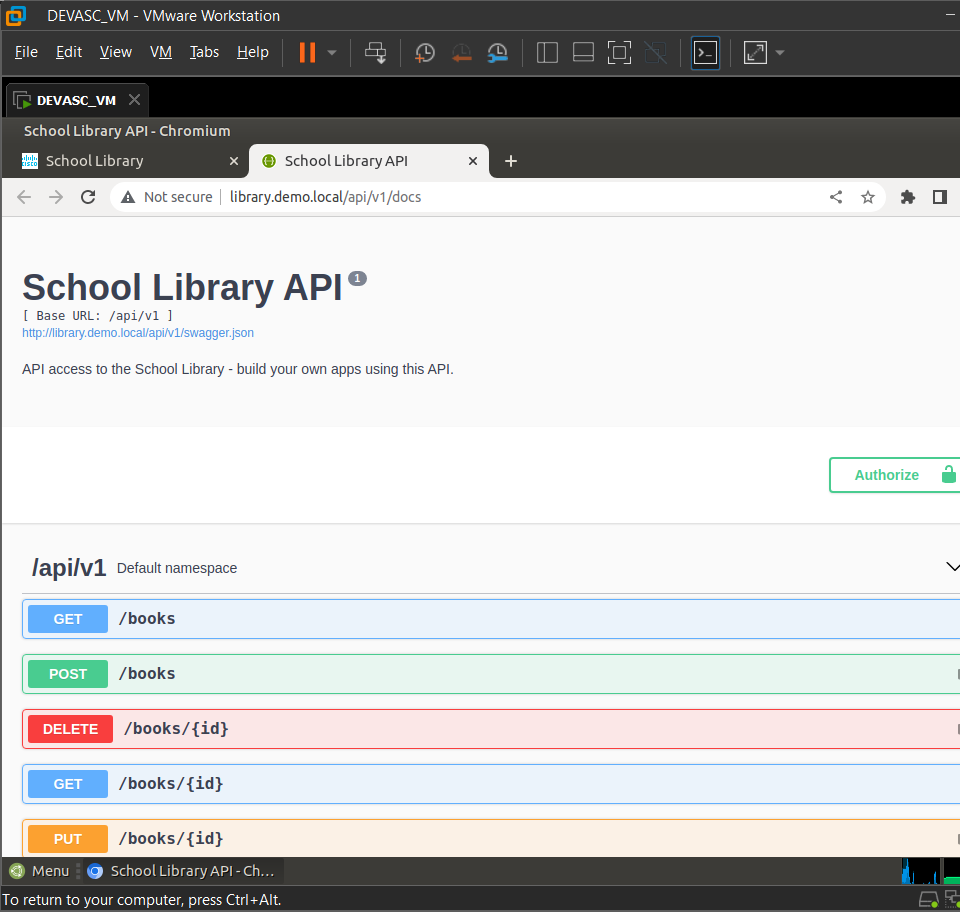 DEVASC_VM - VMware Workstation
File Edit View VM Tabs Help
DEVASC_VM
School Library API - Chromium
School Library
School Library API
Not secure library.demo.local/api/v1/docs
School Library API 1
[ Base URL: /api/v1 ]
http://library.demo.local/api/v1/swagger.json
API access to the School Library - build your own apps using this API.
Authorize
/api/v1 Default namespace
GET /books
POST /books
DELETE /books/{id}
GET /books/{id}
PUT /books/{id}
Menu School Library API - Ch...
To return to your computer, press Ctrl+Alt.